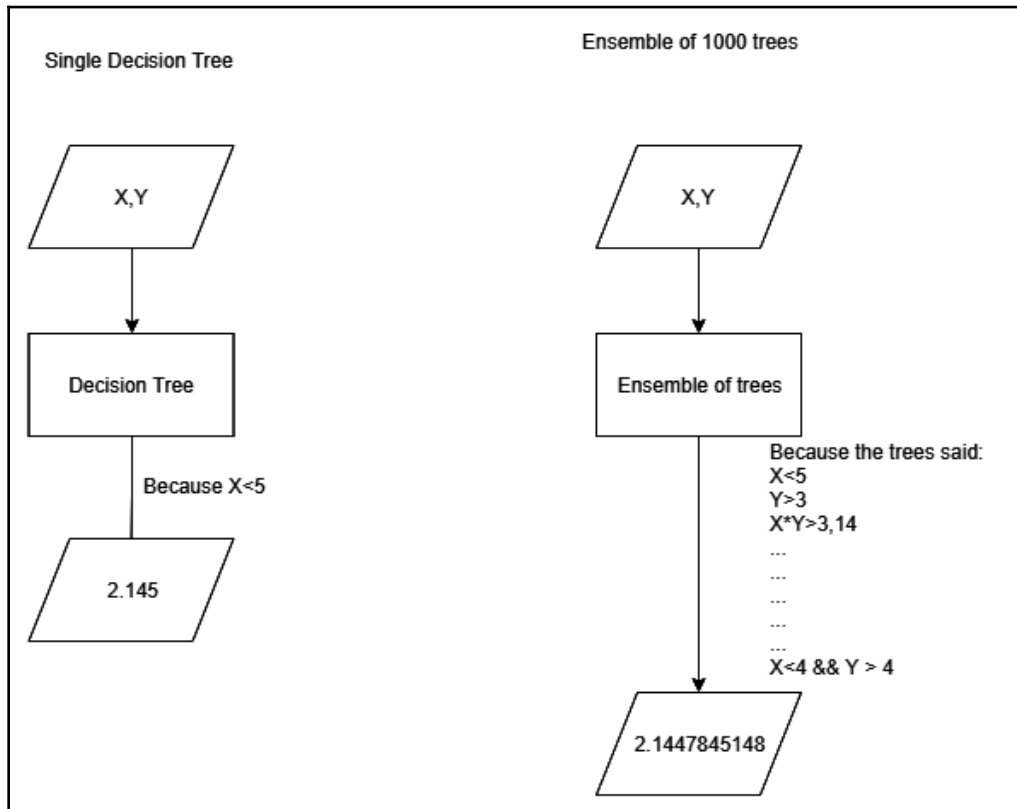 Single Decision Tree
X,Y
Decision Tree
Because X<5
2.145
Ensemble of 1000 trees
X,Y
Ensemble of trees
Because the trees said:
X<5
Y>3
X*Y>3,14
...
...
...
...
...
X<4 && Y > 4
2.1447845148